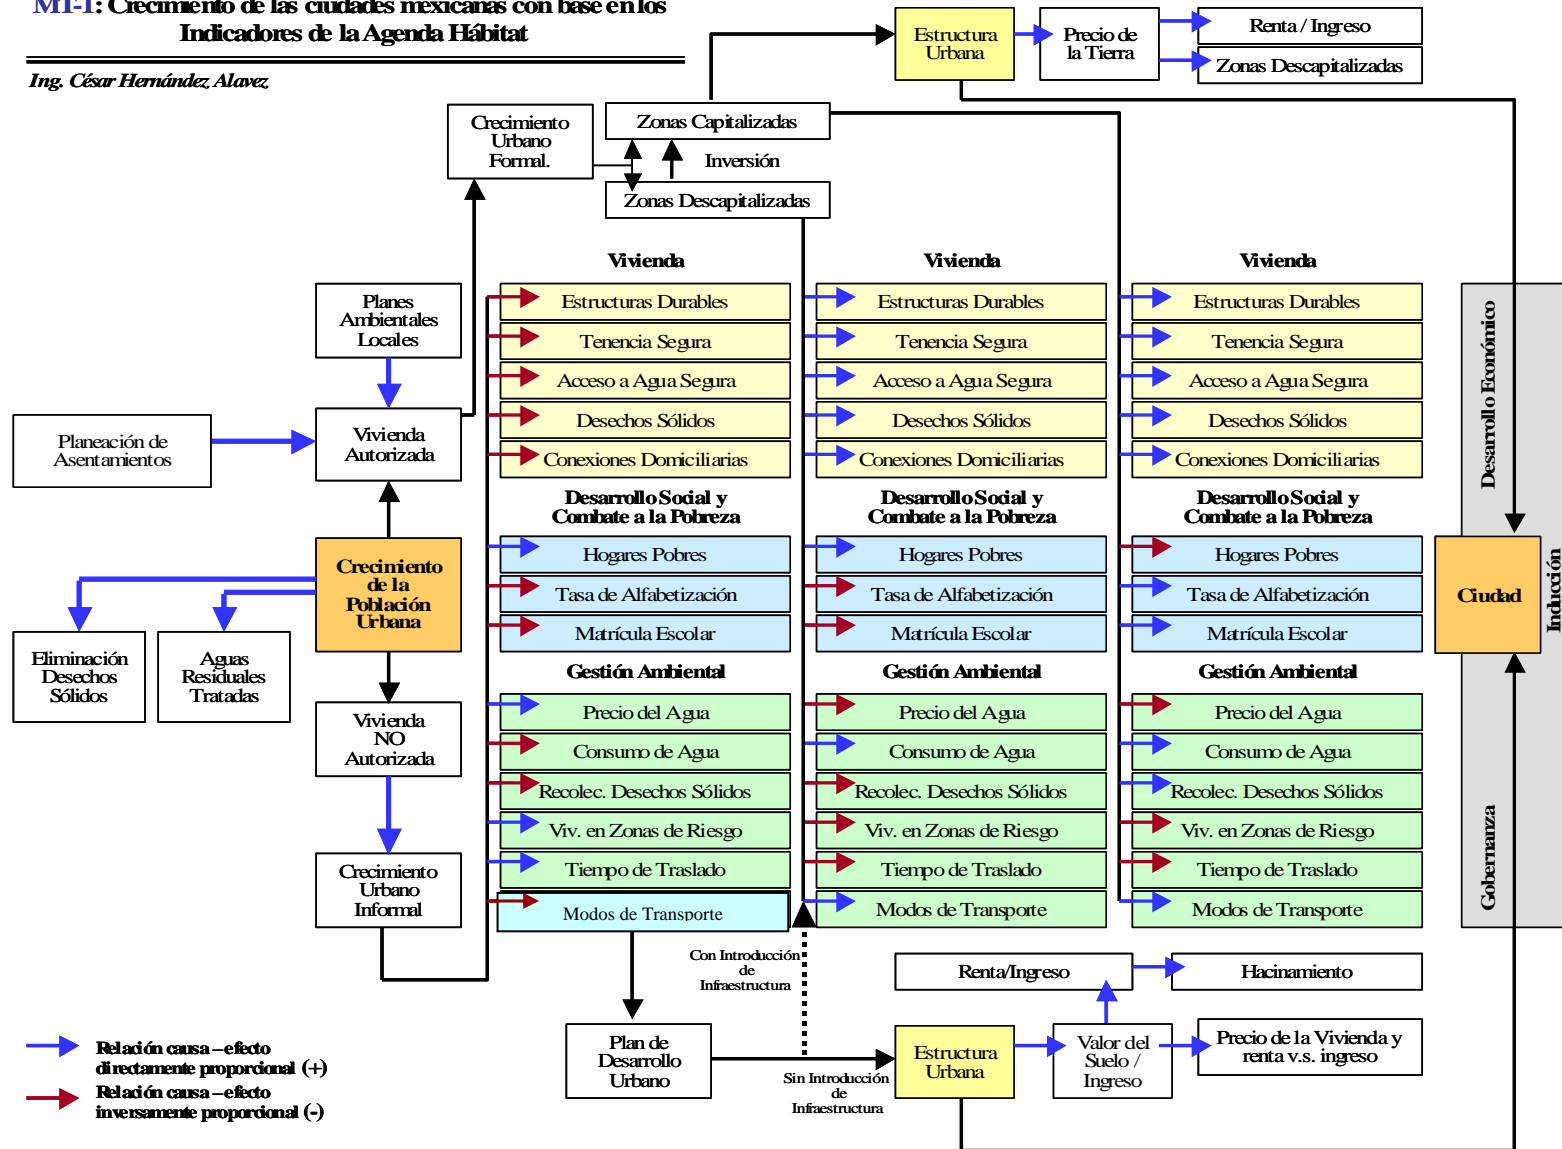 MT-1: Crecimiento de las ciudades mexicanas con base en los
Indicadores de la Agenda Hábitat
Ing. César Hernández Alavez
Estructura
Urbana
Precio de
la Tierra
Renta / Ingreso
Zonas Descapitalizadas
Crecimiento
Urbano
Formal.
Zonas Capitalizadas
Inversión
Zonas Descapitalizadas
Planes
Ambientales
Locales
Planeación de
Asentamientos
Vivienda
Autorizada
Crecimiento
de la
Población
Urbana
Eliminación
Desechos
Sólidos
Aguas
Residuales
Tratadas
Vivienda
NO
Autorizada
Crecimiento
Urbano
Informal
Vivienda
Estructuras Durables
Tenencia Segura
Acceso a Agua Segura
Desechos Sólidos
Conexiones Domiciliarias
Desarrollo Social y
Combate a la Pobreza
Hogares Pobres
Tasa de Alfabetización
Matrícula Escolar
Gestión Ambiental
Precio del Agua
Consumo de Agua
Recolec. Desechos Sólidos
Viv. en Zonas de Riesgo
Tiempo de Traslado
Modos de Transporte
Vivienda
Estructuras Durables
Tenencia Segura
Acceso a Agua Segura
Desechos Sólidos
Conexiones Domiciliarias
Desarrollo Social y
Combate a la Pobreza
Hogares Pobres
Tasa de Alfabetización
Matrícula Escolar
Gestión Ambiental
Precio del Agua
Consumo de Agua
Recolec. Desechos Sólidos
Viv. en Zonas de Riesgo
Tiempo de Traslado
Modos de Transporte
Vivienda
Estructuras Durables
Tenencia Segura
Acceso a Agua Segura
Desechos Sólidos
Conexiones Domiciliarias
Desarrollo Social y
Combate a la Pobreza
Hogares Pobres
Tasa de Alfabetización
Matrícula Escolar
Gestión Ambiental
Precio del Agua
Consumo de Agua
Recolec. Desechos Sólidos
Viv. en Zonas de Riesgo
Tiempo de Traslado
Modos de Transporte
Desarrollo Económico
Ciudad
Inducción
Gobernanza
Con Introducción
de
Infraestructura
Plan de
Desarrollo
Urbano
Sin Introducción
de
Infraestructura
Estructura
Urbana
Renta/Ingreso
Hacinamiento
Valor del
Suelo /
Ingreso
Precio de la Vivienda y
renta v.s. ingreso
Relación causa – efecto
directamente proporcional (+)
Relación causa – efecto
inversamente proporcional (-)